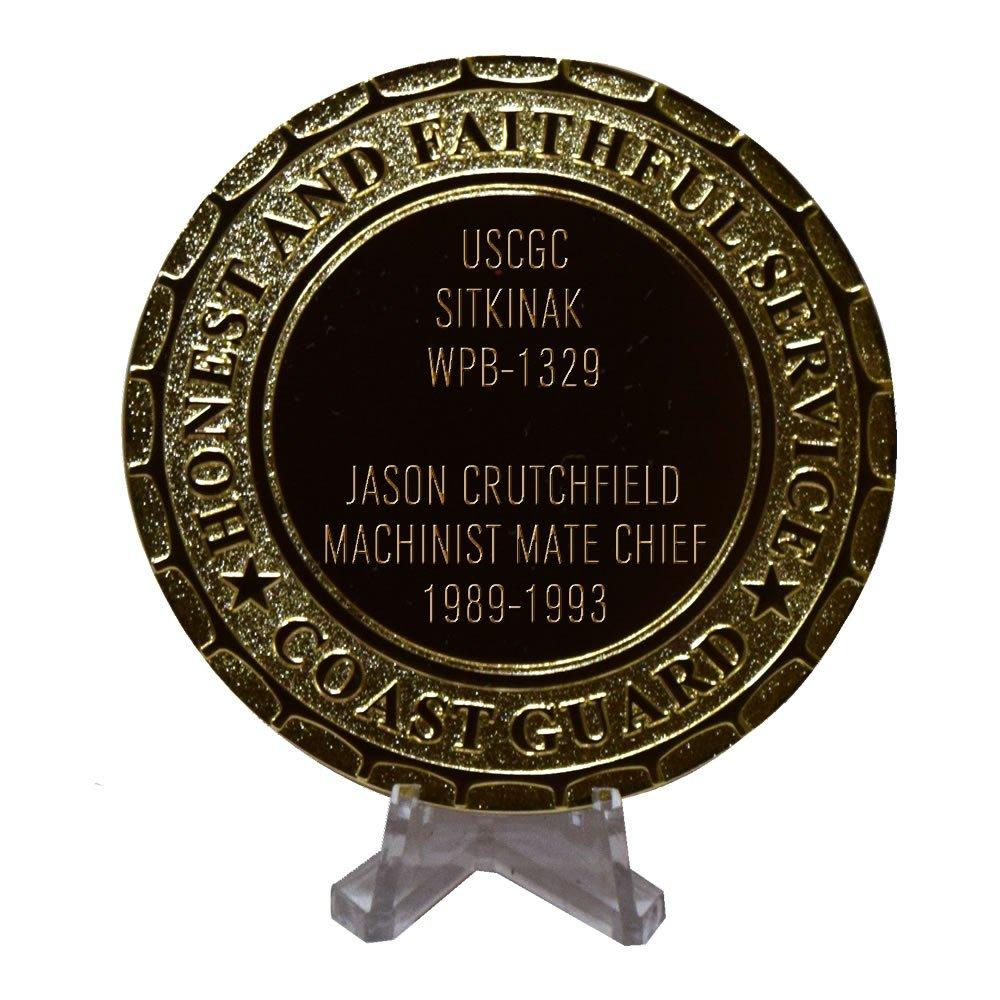 HONEST AND FAITHFUL SERVICE
USCGC
SITKINAK
WPB-1329
JASON CRUTCHFIELD
MACHINIST MATE CHIEF
1989-1993
COAST GUARD